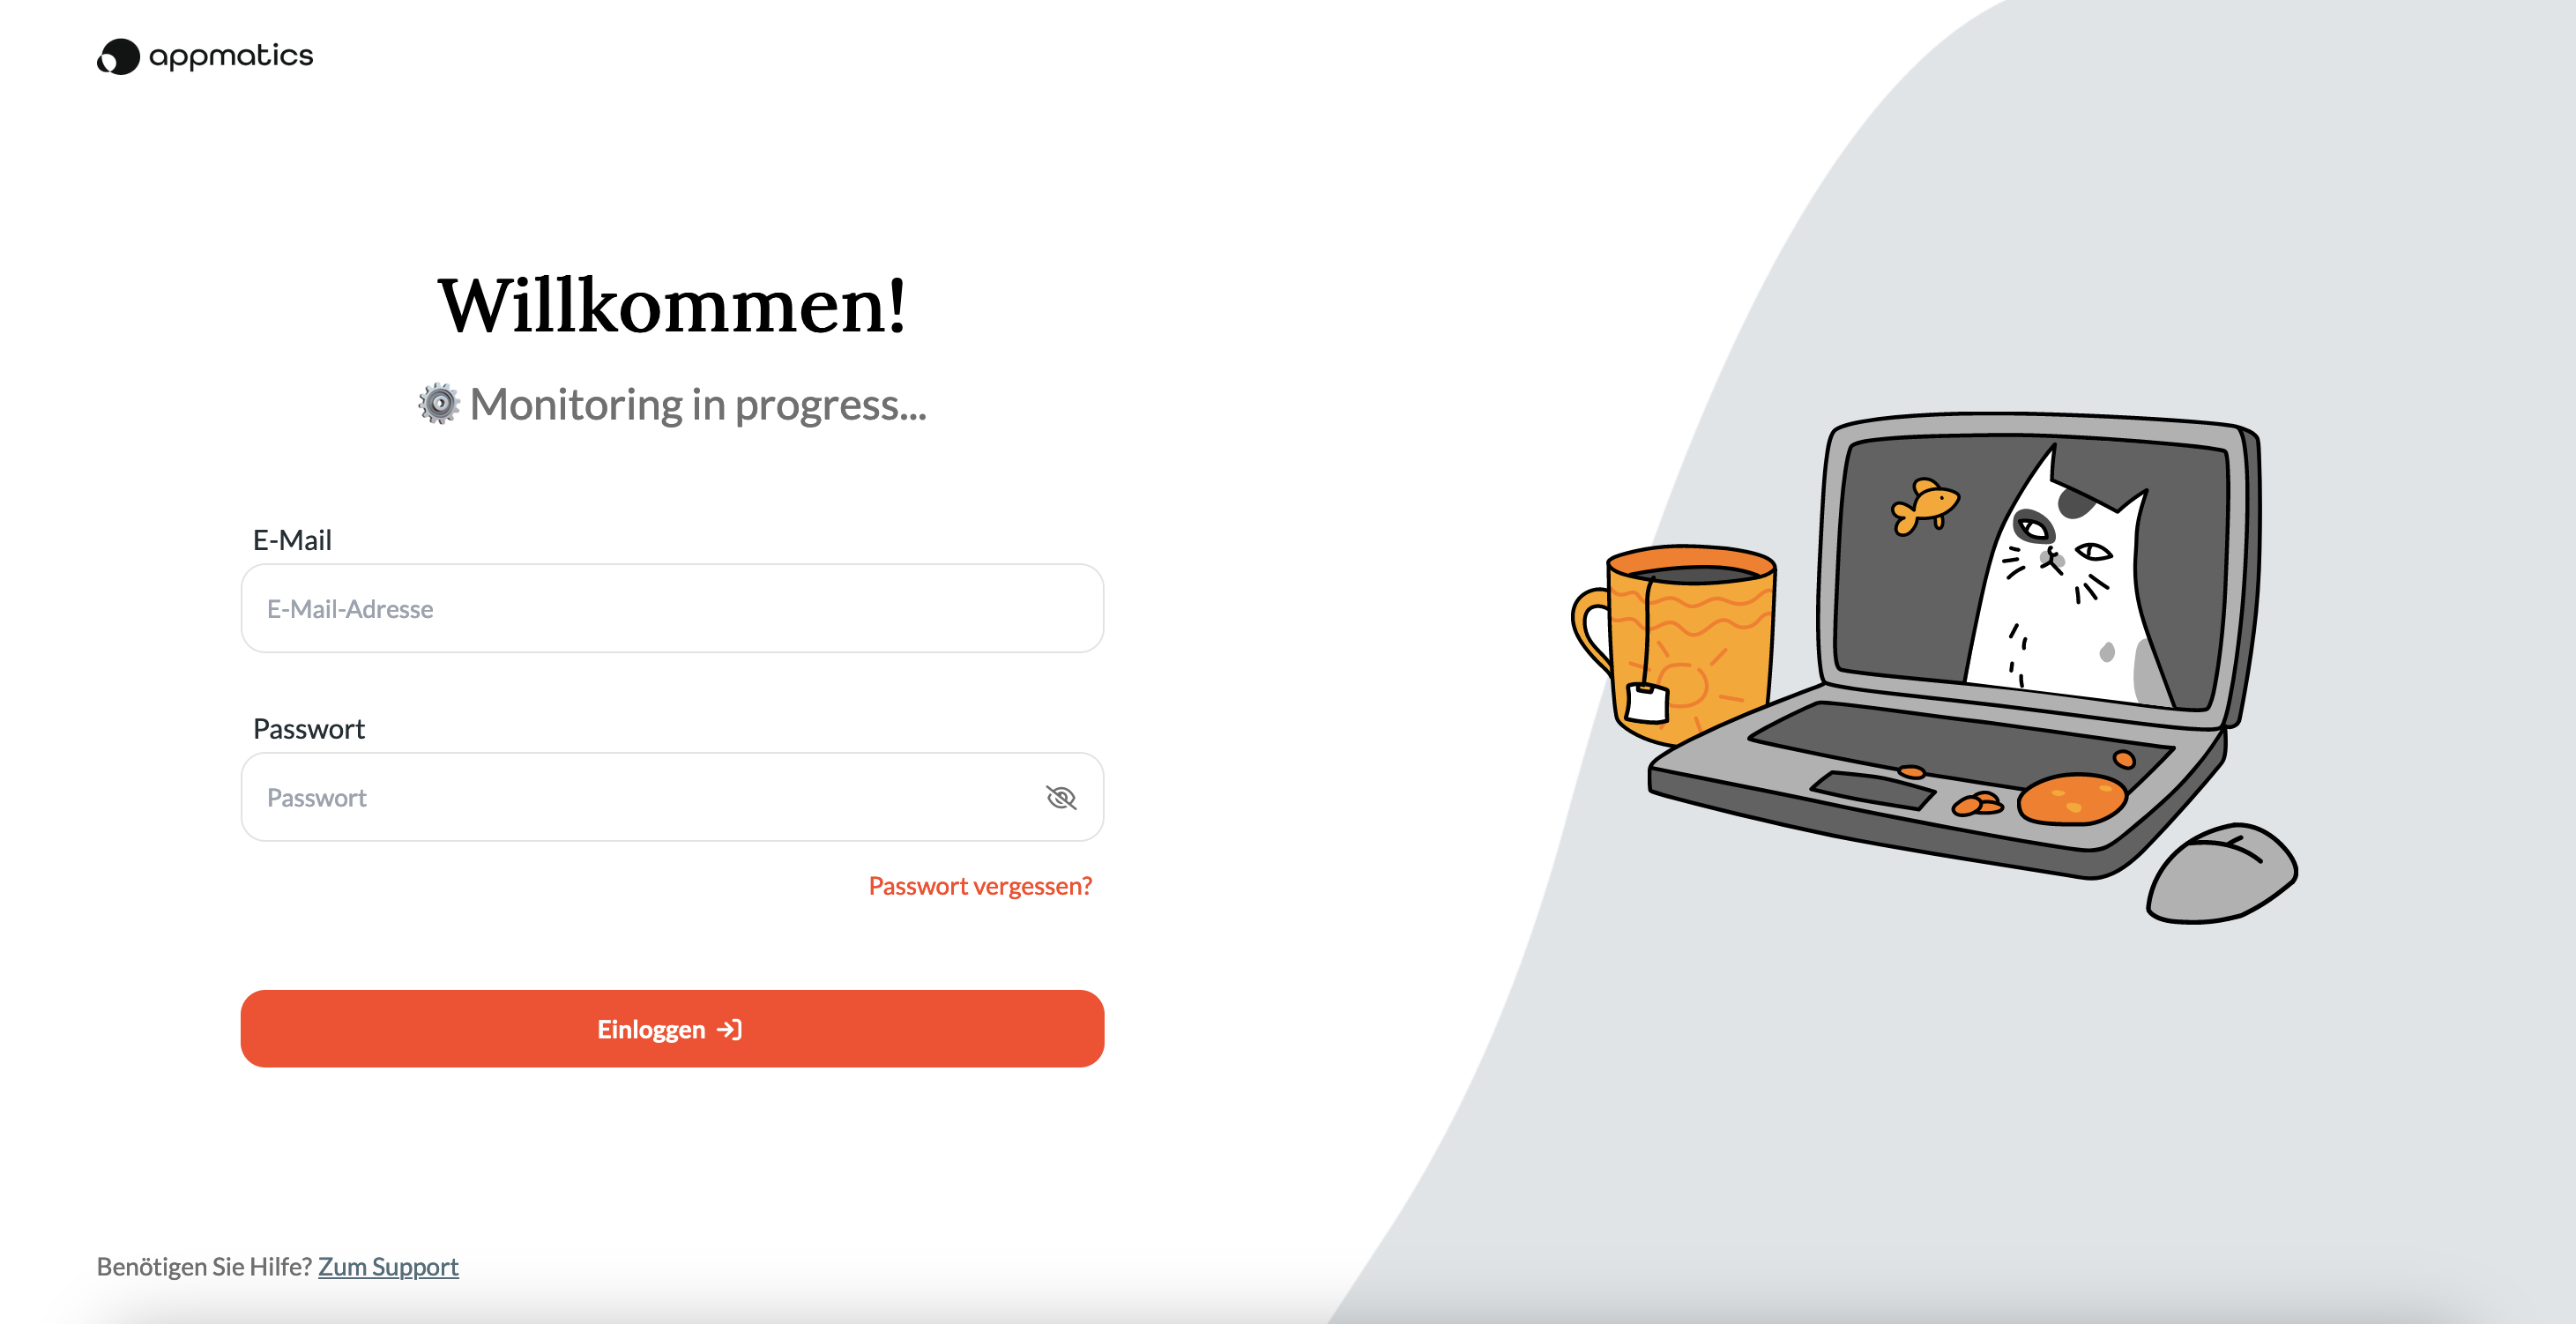 appmatics
Willkommen!
⚙️ Monitoring in progress...
E-Mail
E-Mail-Adresse
Passwort
Passwort
Passwort vergessen?
Einloggen
Benötigen Sie Hilfe? Zum Support